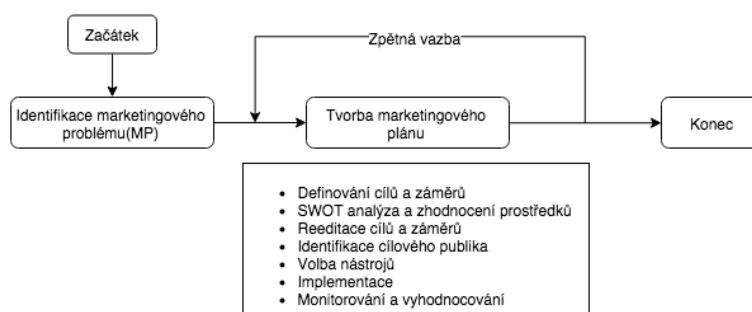 Začátek
Zpětná vazba
Identifikace marketingového
problému(MP)
Tvorba marketingového
plánu
Konec
• Definování cílů a záměrů
• SWOT analýza a zhodnocení prostředků
• Reeditace cílů a záměrů
• Identifikace cílového publika
• Volba nástrojů
• Implementace
• Monitorování a vyhodnocování